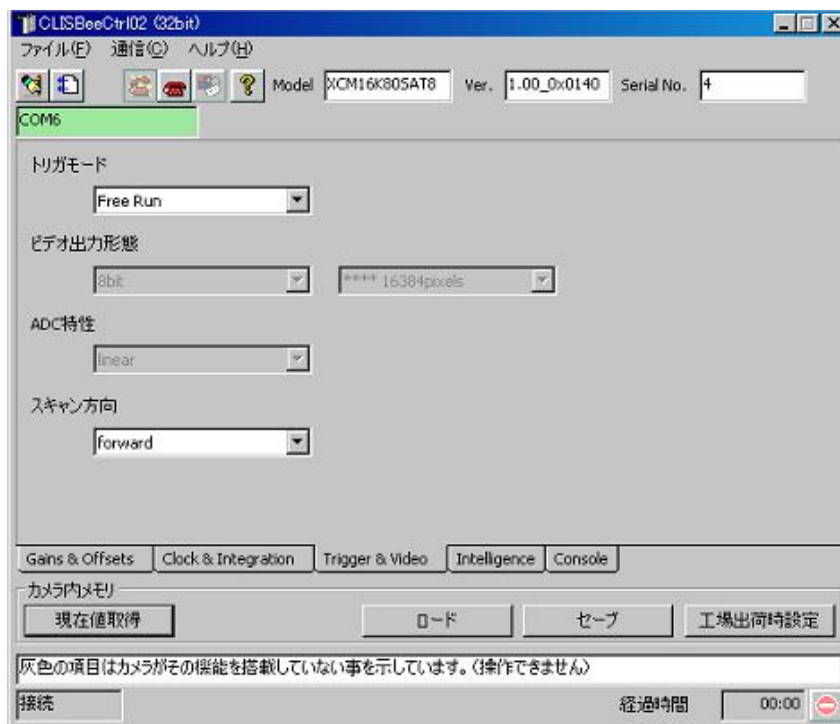 CLISBeeCtrl02 (32bit)
ファイル(F) 通信(C) ヘルプ(H)
Model XCM16K80SAT8 Ver. 1.00_0x0140 Serial No. 4
COM6
トリガモード
Free Run
ビデオ出力形態
8bit **** 16384pixels
ADC特性
linear
スキャン方向
forward
Gains & Offsets Clock & Integration Trigger & Video Intelligence Console
カメラ内メモリ
現在値取得 ロード セーブ 工場出荷時設定
灰色の項目はカメラがその機能を搭載していない事を示しています。(操作できません)
接続 経過時間 00:00